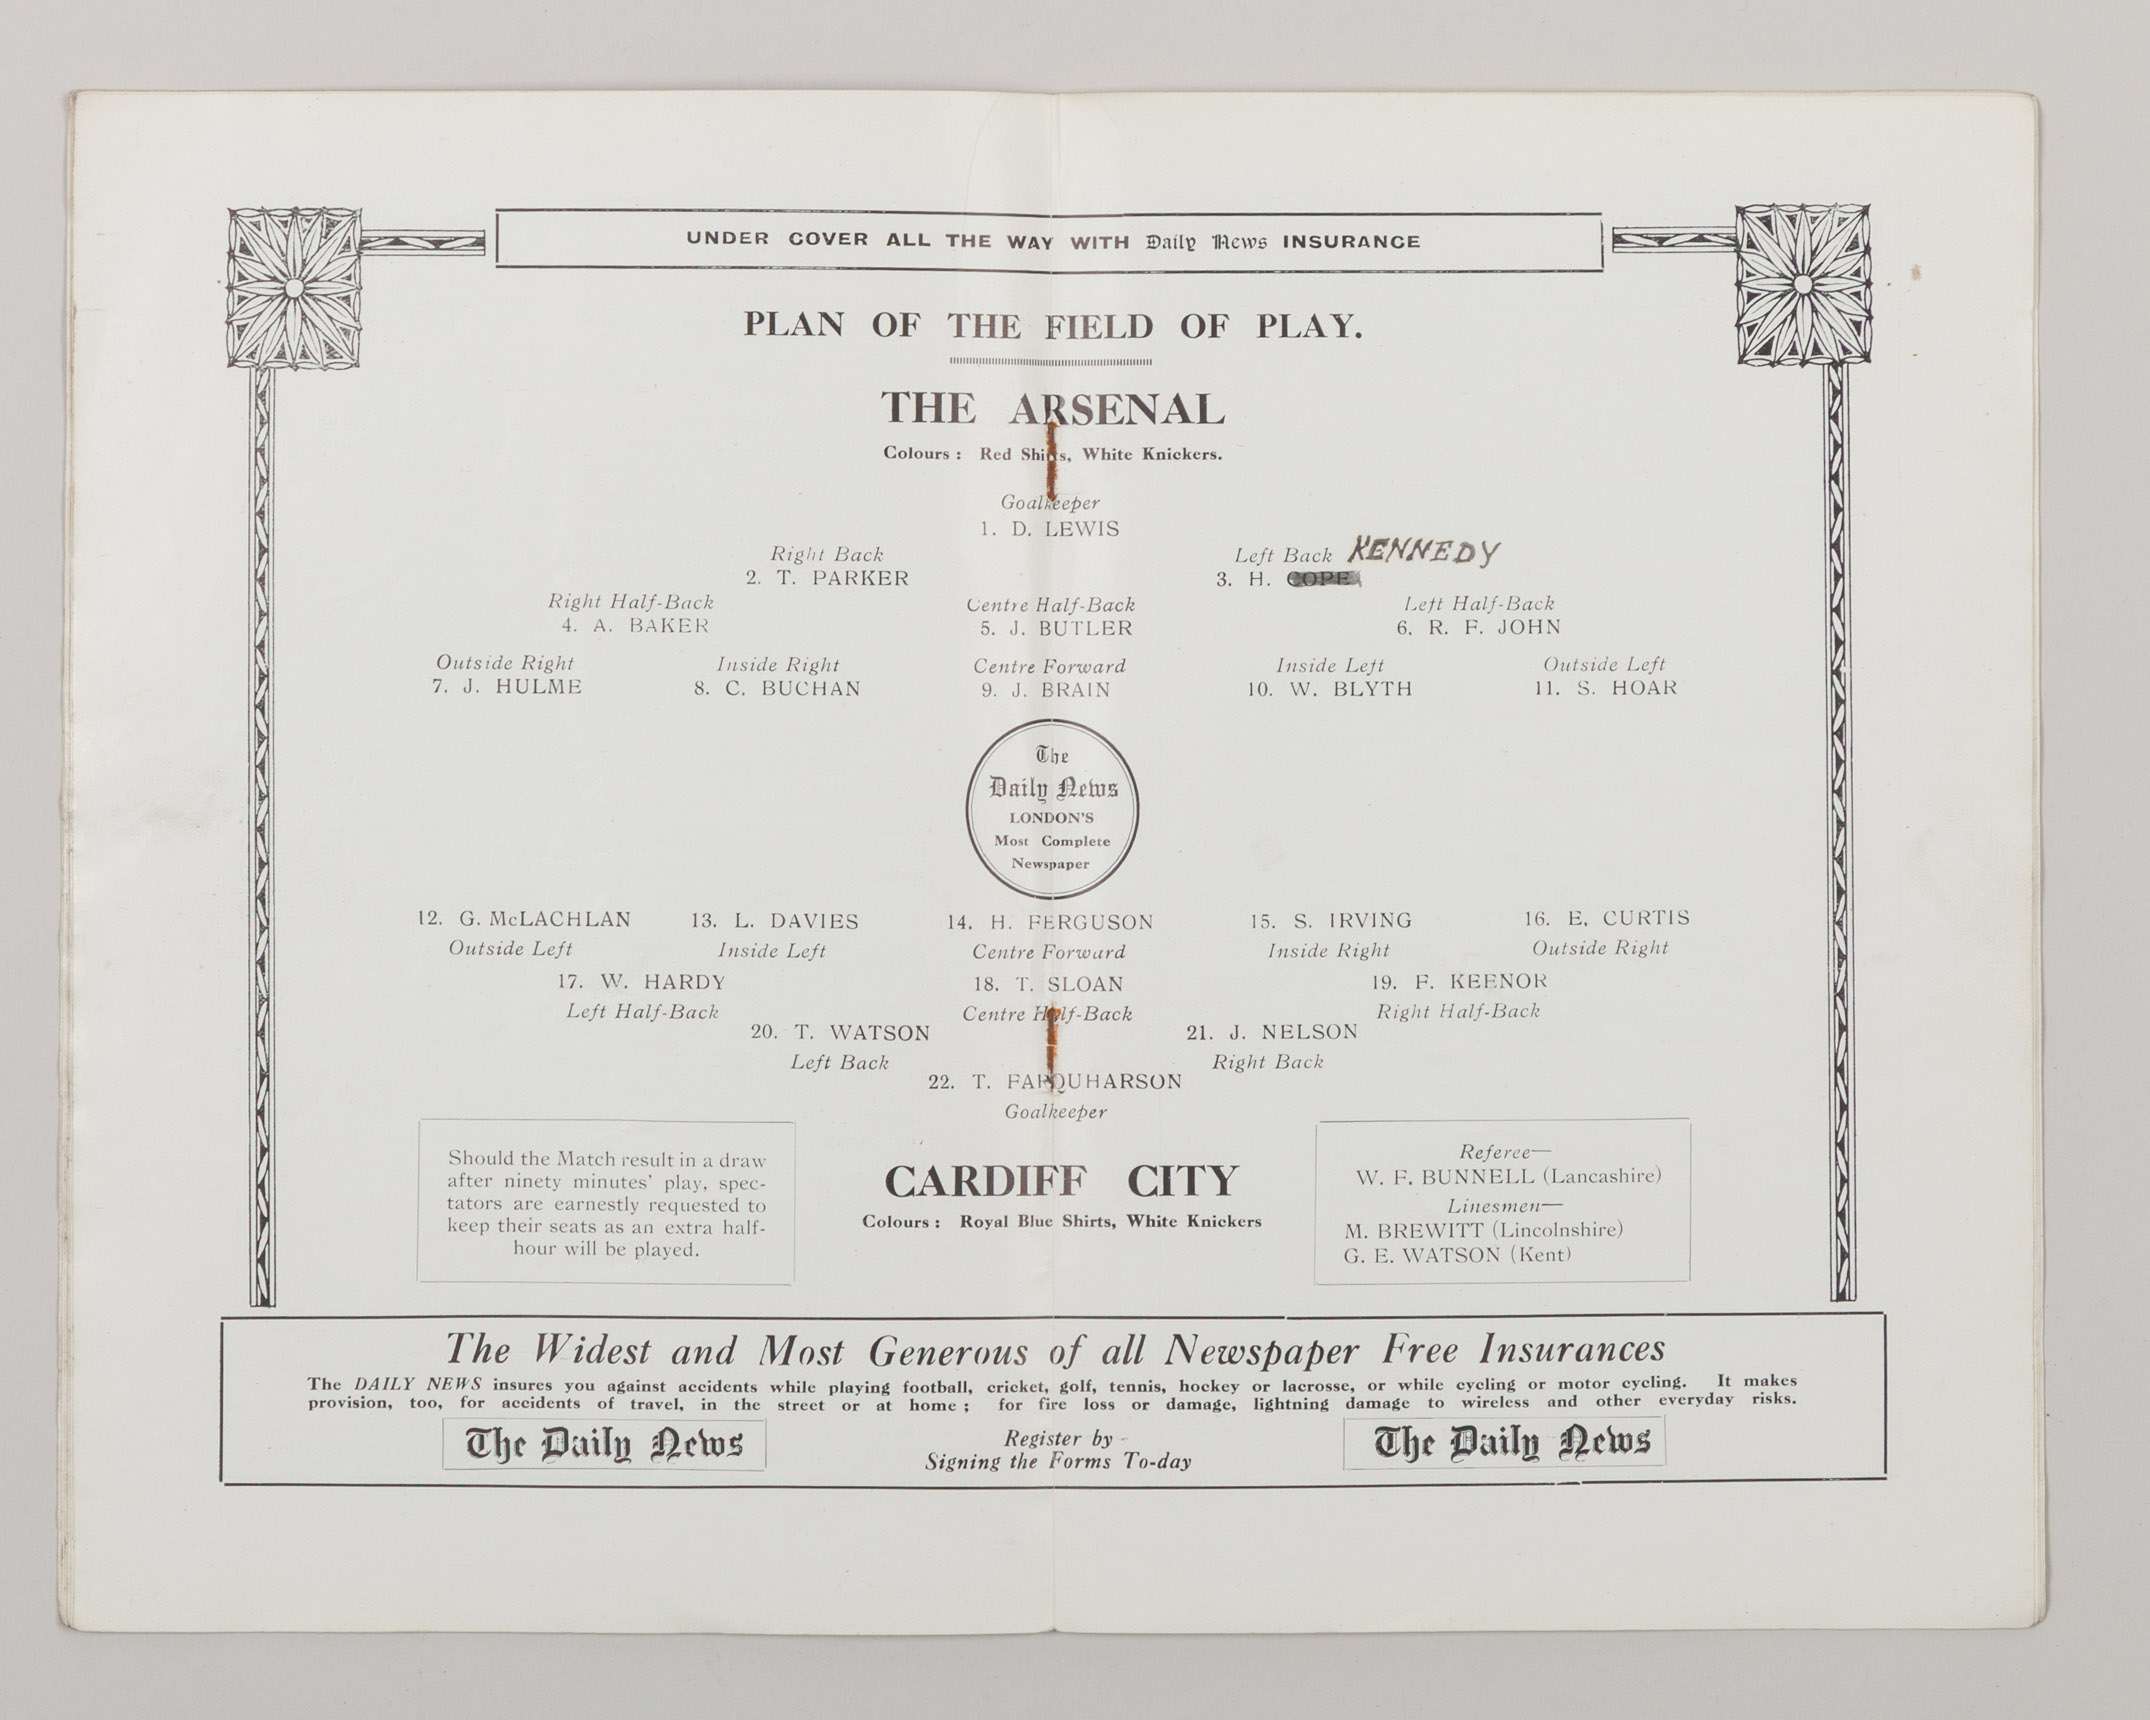 UNDER COVER ALL THE WAY WITH Daily News INSURANCE
PLAN OF THE FIELD OF PLAY.
THE ARSENAL
Colours : Red Shirts, White Knickers.
Goalkeeper
1. D. LEWIS
Right Back Left Back KENNEDY
2. T. PARKER 3. H. COPE
Right Half-Back Centre Half-Back Left Half-Back
4. A. BAKER 5. J. BUTLER 6. R. F. JOHN
Outside Right Inside Right Centre Forward Inside Left Outside Left
7. J. HULME 8. C. BUCHAN 9. J. BRAIN 10. W. BLYTH 11. S. HOAR
The
Daily News
LONDON'S
Most Complete
Newspaper
12. G. McLACHLAN 13. L. DAVIES 14. H. FERGUSON 15. S. IRVING 16. E. CURTIS
Outside Left Inside Left Centre Forward Inside Right Outside Right
17. W. HARDY 18. T. SLOAN 19. F. KEENOR
Left Half-Back Centre Half-Back Right Half-Back
20. T. WATSON 21. J. NELSON
Left Back Right Back
22. T. FARQUHARSON
Goalkeeper
Should the Match result in a draw
after ninety minutes' play, spec-
tators are earnestly requested to
keep their seats as an extra half-
hour will be played.
CARDIFF CITY
Colours : Royal Blue Shirts, White Knickers
Referee—
W. F. BUNNELL (Lancashire)
Linesmen—
M. BREWITT (Lincolnshire)
G. E. WATSON (Kent)
The Widest and Most Generous of all Newspaper Free Insurances
The DAILY NEWS insures you against accidents while playing football, cricket, golf, tennis, hockey or lacrosse, or while cycling or motor cycling. It makes
provision, too, for accidents of travel, in the street or at home ; for fire loss or damage, lightning damage to wireless and other everyday risks.
The Daily News
Register by
Signing the Forms To-day
The Daily News